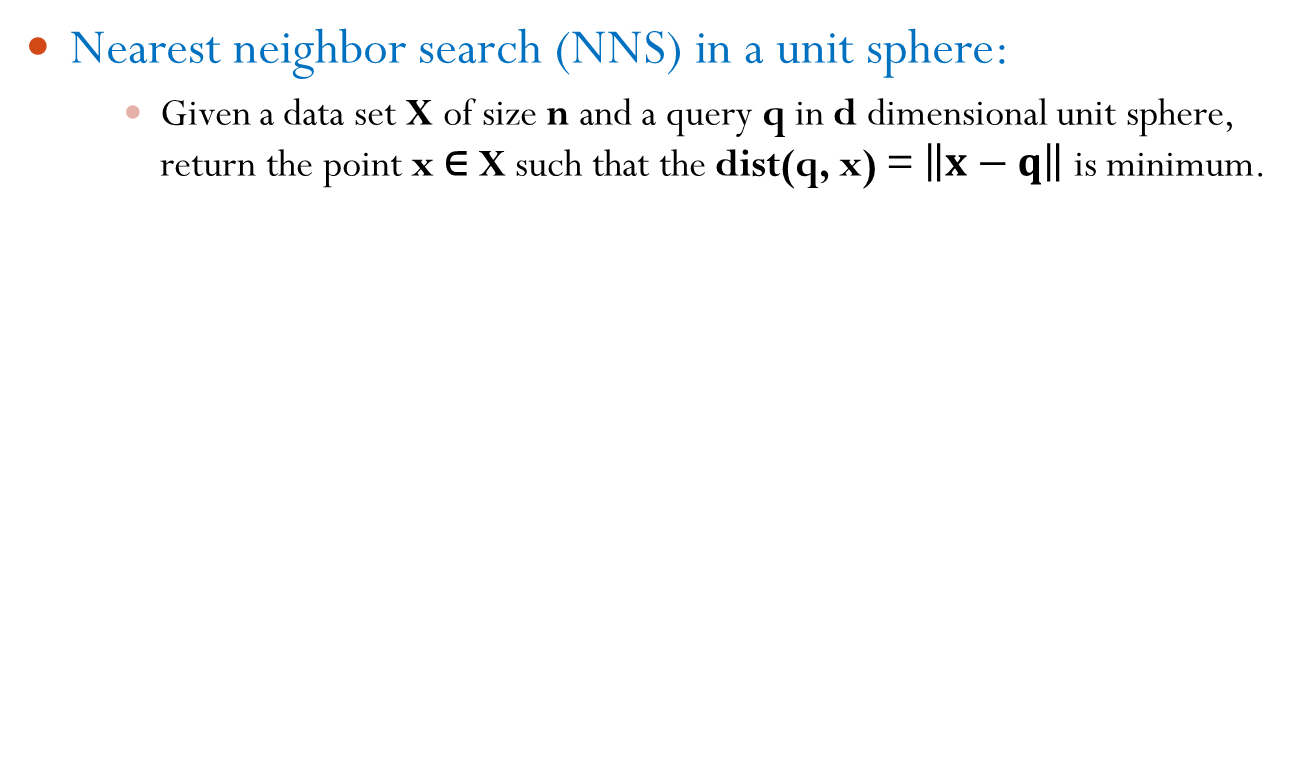 • Nearest neighbor search (NNS) in a unit sphere:
• Given a data set X of size n and a query q in d dimensional unit sphere,
return the point x ∈ X such that the dist(q, x) = ‖x − q‖ is minimum.